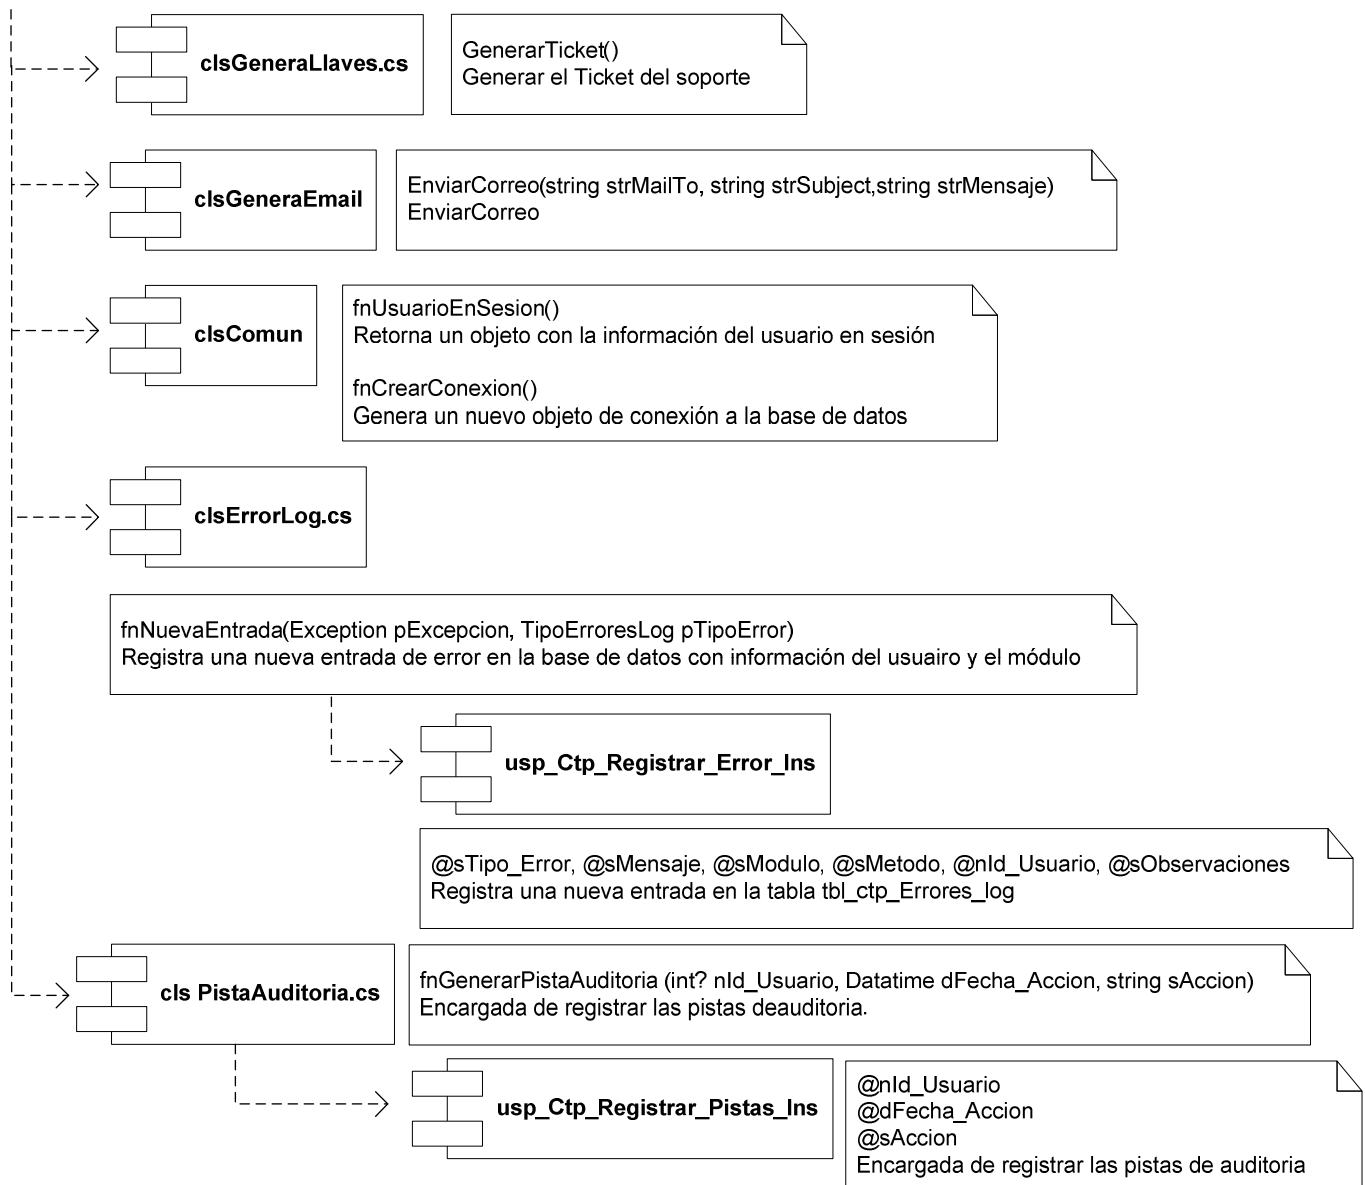 clsGeneraLlaves.cs
GenerarTicket()
Generar el Ticket del soporte
clsGeneraEmail
EnviarCorreo(string strMailTo, string strSubject,string strMensaje)
EnviarCorreo
clsComun
fnUsuarioEnSesion()
Retorna un objeto con la información del usuario en sesión
fnCrearConexion()
Genera un nuevo objeto de conexión a la base de datos
clsErrorLog.cs
fnNuevaEntrada(Exception pExcepcion, TipoErroresLog pTipoError)
Registra una nueva entrada de error en la base de datos con información del usuairo y el módulo
usp_Ctp_Registrar_Error_Ins
@sTipo_Error, @sMensaje, @sModulo, @sMetodo, @nId_Usuario, @sObservaciones
Registra una nueva entrada en la tabla tbl_ctp_Errores_log
cls PistaAuditoria.cs
fnGenerarPistaAuditoria (int? nId_Usuario, Datatime dFecha_Accion, string sAccion)
Encargada de registrar las pistas deauditoria.
usp_Ctp_Registrar_Pistas_Ins
@nId_Usuario
@dFecha_Accion
@sAccion
Encargada de registrar las pistas de auditoria